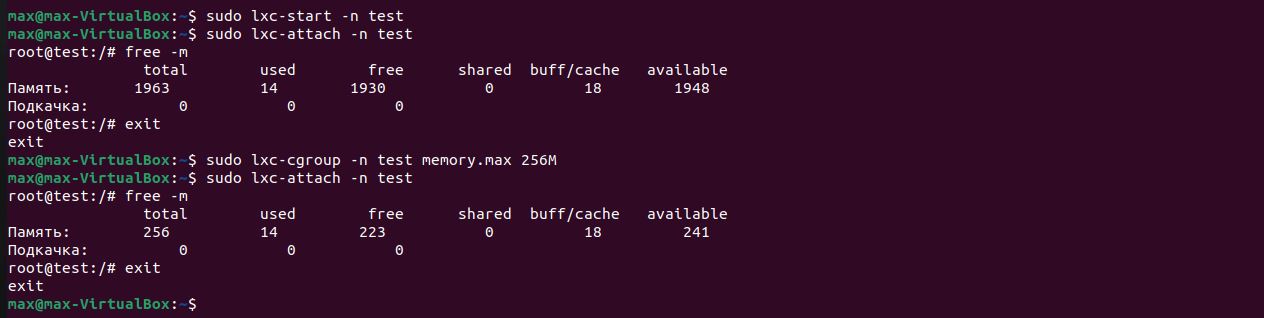 max@max-VirtualBox:~$ sudo lxc-start -n test
max@max-VirtualBox:~$ sudo lxc-attach -n test
root@test:/# free -m
total used free shared buff/cache available
Память: 1963 14 1930 0 18 1948
Подкачка: 0 0 0
root@test:/# exit
exit
max@max-VirtualBox:~$ sudo lxc-cgroup -n test memory.max 256M
max@max-VirtualBox:~$ sudo lxc-attach -n test
root@test:/# free -m
total used free shared buff/cache available
Память: 256 14 223 0 18 241
Подкачка: 0 0 0
root@test:/# exit
exit
max@max-VirtualBox:~$